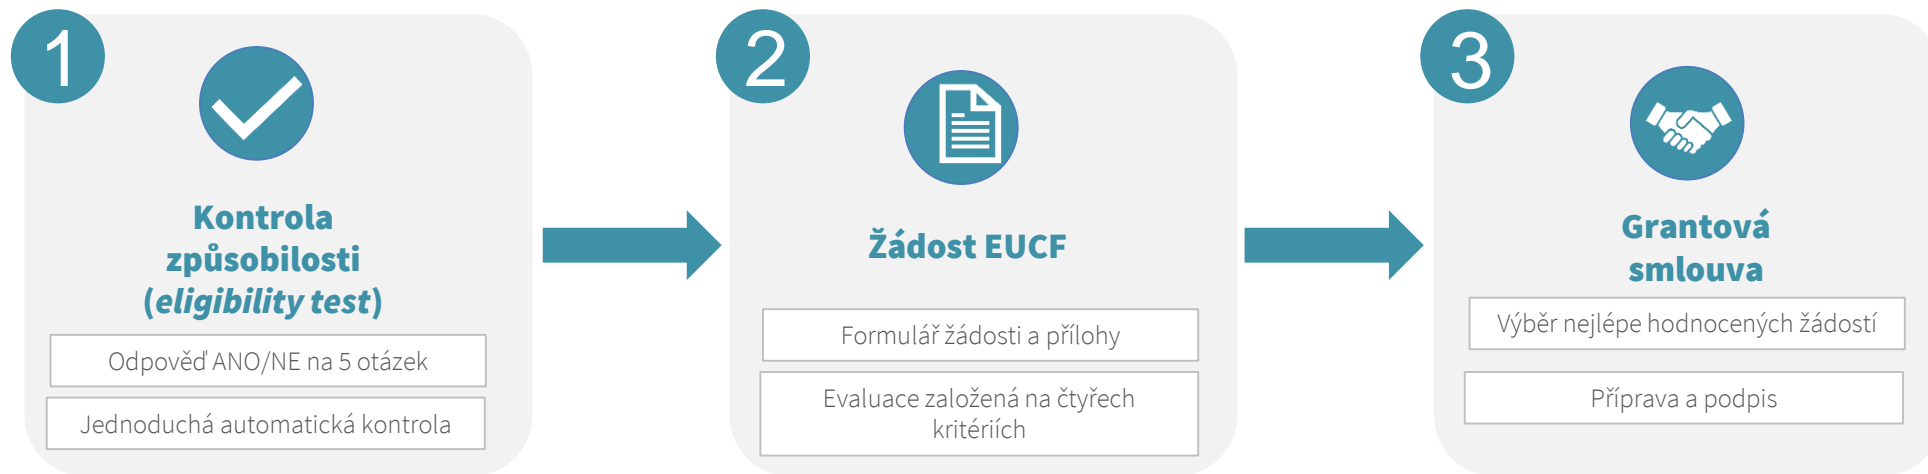 1
Kontrola
způsobilosti
(eligibility test)
Odpověď ANO/NE na 5 otázek
Jednoduchá automatická kontrola
2
Žádost EUCF
Formulář žádosti a přílohy
Evaluace založená na čtyřech
kritériích
3
Grantová
smlouva
Výběr nejlépe hodnocených žádostí
Příprava a podpis